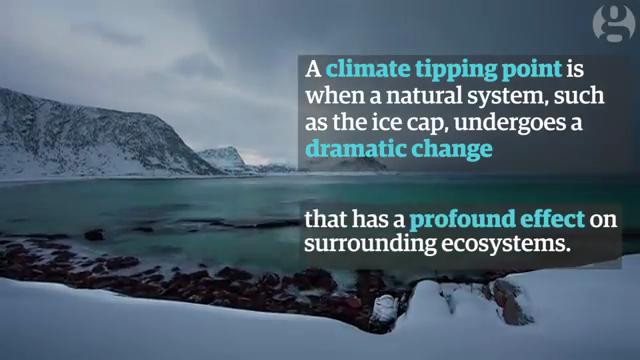 A climate tipping point is
when a natural system, such
as the ice cap, undergoes a
dramatic change
that has a profound effect on
surrounding ecosystems.